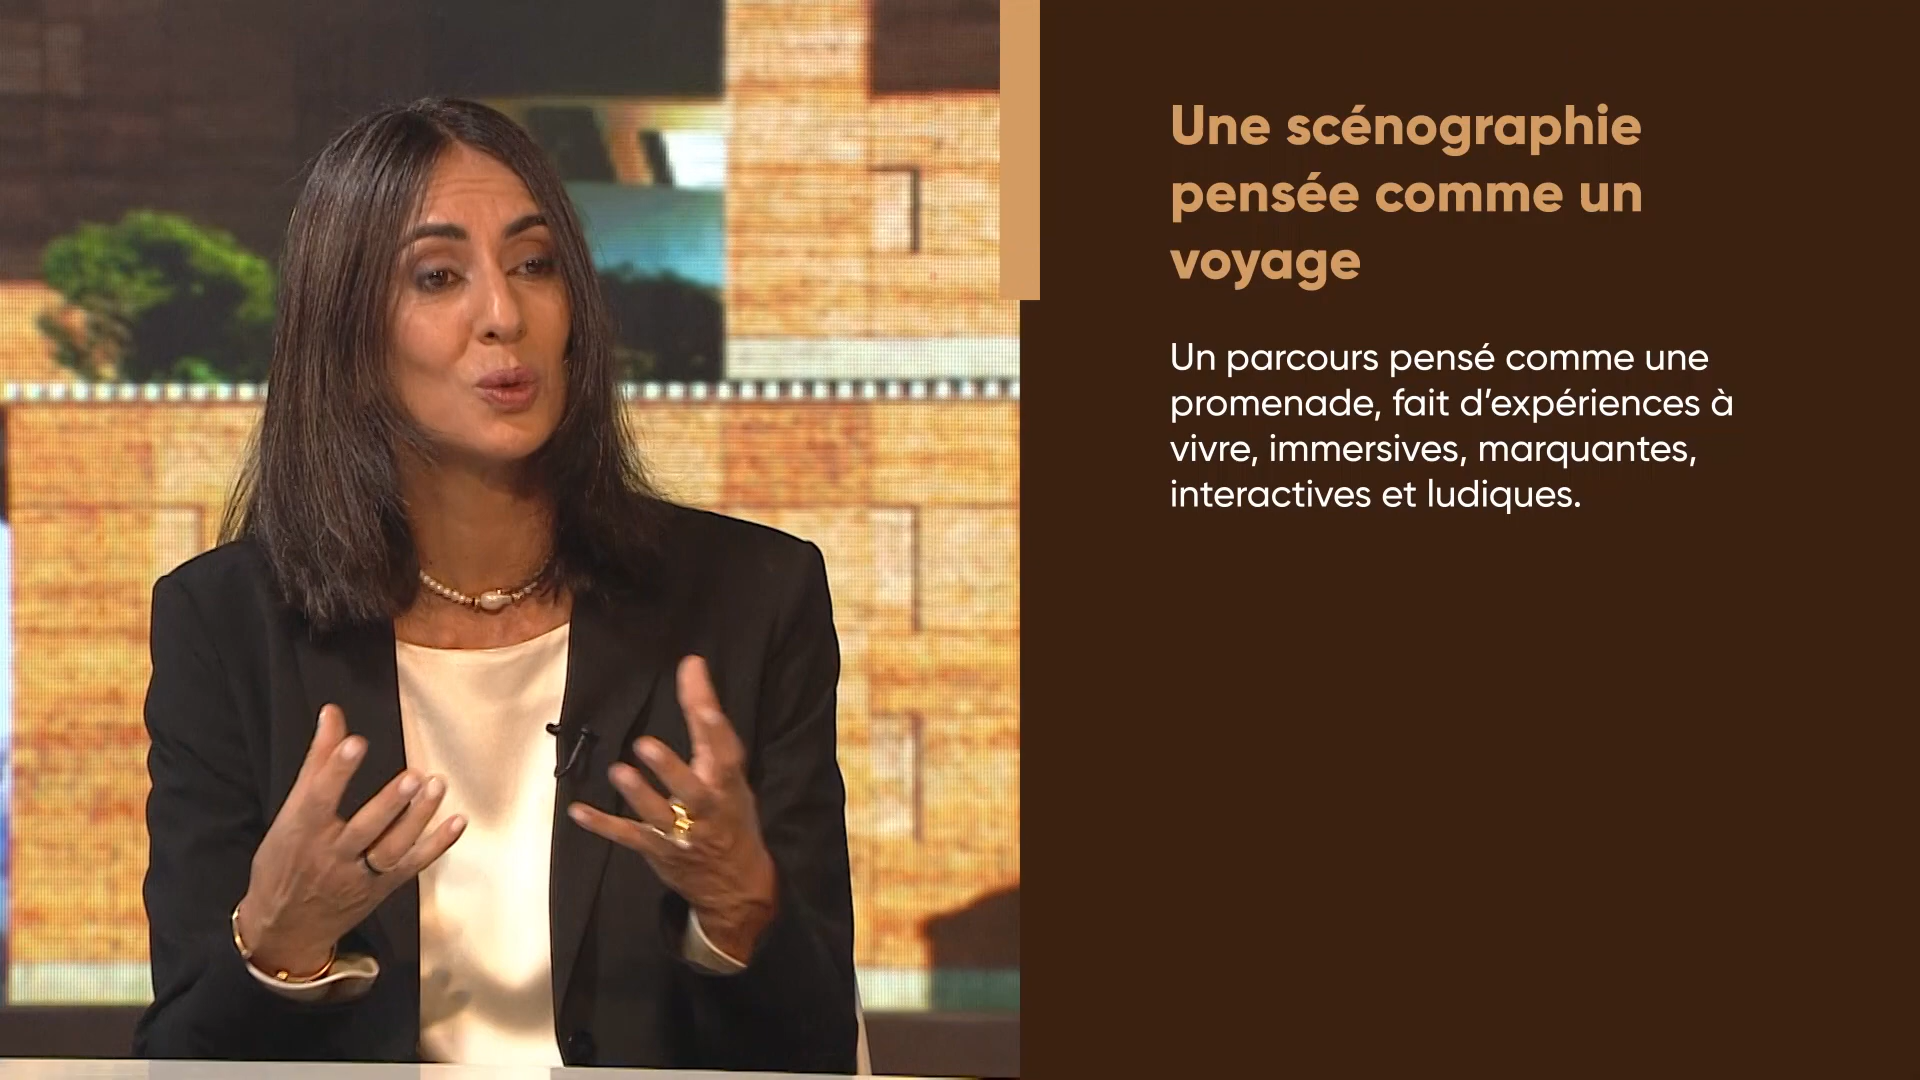 Une scénographie
pensée comme un
voyage
Un parcours pensé comme une
promenade, fait d’expériences à
vivre, immersives, marquantes,
interactives et ludiques.